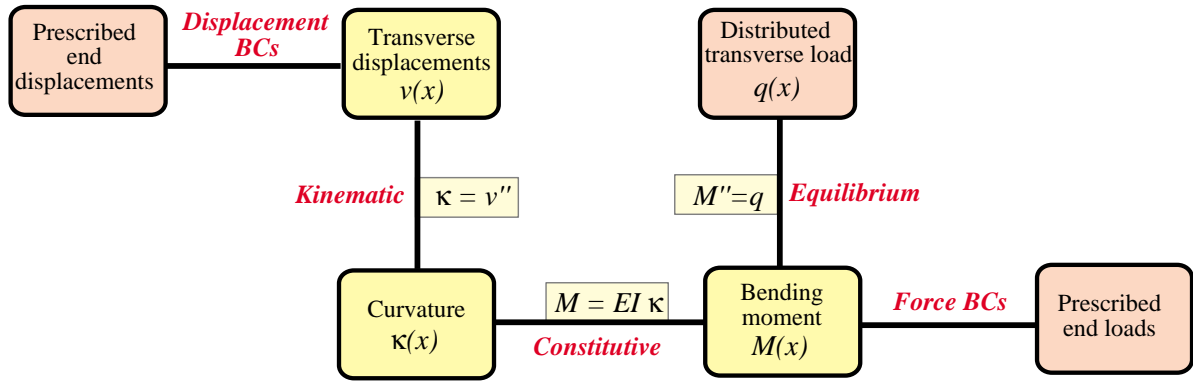 Prescribed
end
displacements
Displacement
BCs
Transverse
displacements
v(x)
Distributed
transverse load
q(x)
Kinematic
κ = v''
M''=q
Equilibrium
Curvature
κ(x)
M = EI κ
Constitutive
Bending
moment
M(x)
Force BCs
Prescribed
end loads